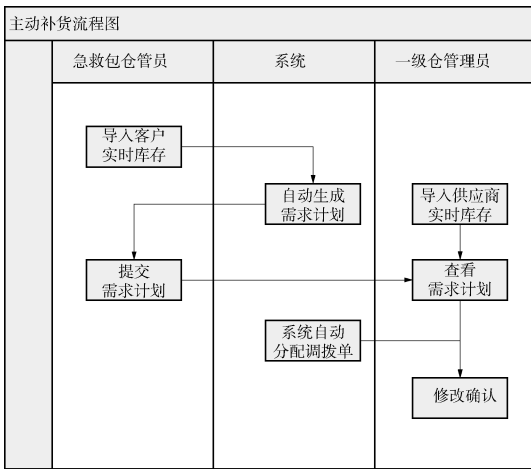 主动补货流程图
急救包仓管员
系统
一级仓管理员
导入客户
实时库存
自动生成
需求计划
导入供应商
实时库存
提交
需求计划
查看
需求计划
系统自动
分配调拨单
修改确认